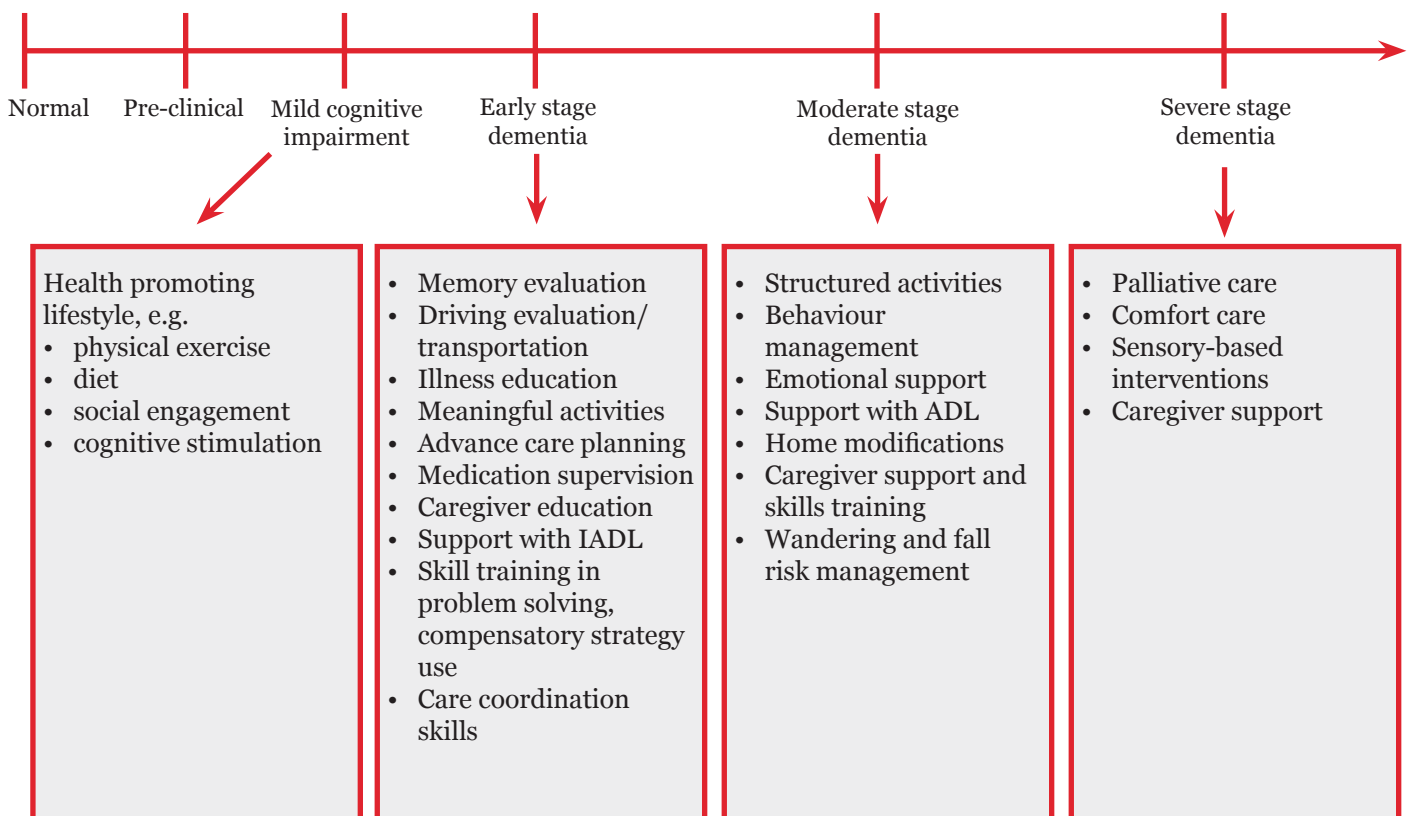 Normal
Pre-clinical
Mild cognitive
impairment
Early stage
dementia
Moderate stage
dementia
Severe stage
dementia
Health promoting
lifestyle, e.g.
• physical exercise
• diet
• social engagement
• cognitive stimulation
• Memory evaluation
• Driving evaluation/
transportation
• Illness education
• Meaningful activities
• Advance care planning
• Medication supervision
• Caregiver education
• Support with IADL
• Skill training in
problem solving,
compensatory strategy
use
• Care coordination
skills
• Structured activities
• Behaviour
management
• Emotional support
• Support with ADL
• Home modifications
• Caregiver support and
skills training
• Wandering and fall
risk management
• Palliative care
• Comfort care
• Sensory-based
interventions
• Caregiver support